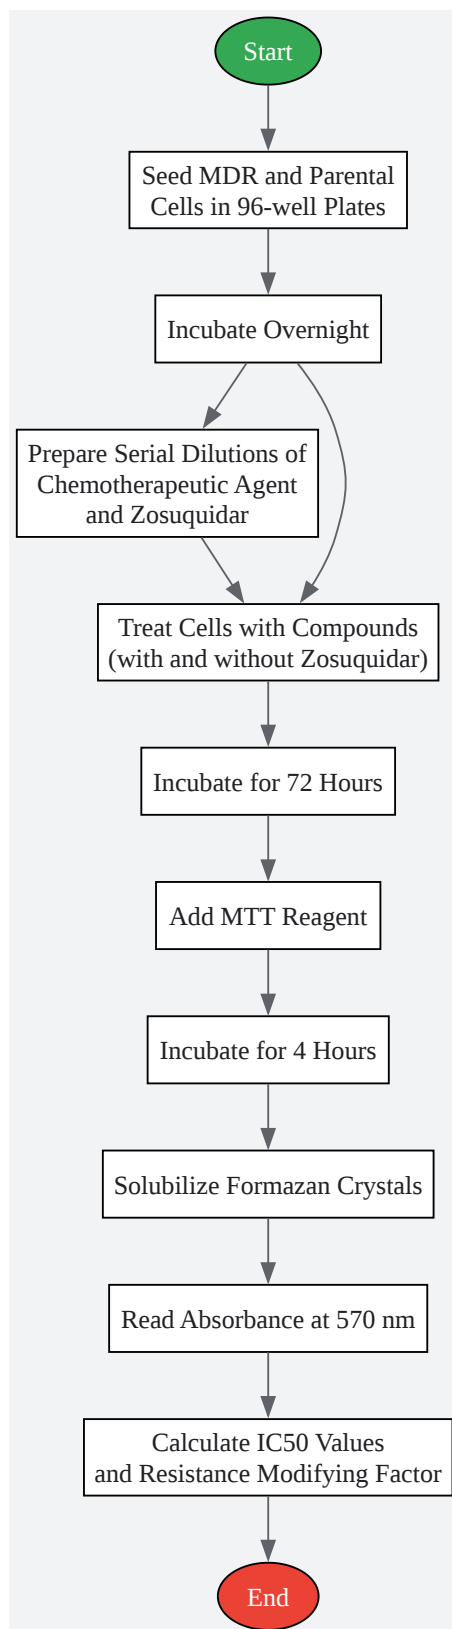 Start
Seed MDR and Parental
Cells in 96-well Plates
Incubate Overnight
Prepare Serial Dilutions of
Chemotherapeutic Agent
and Zosuquidar
Treat Cells with Compounds
(with and without Zosuquidar)
Incubate for 72 Hours
Add MTT Reagent
Incubate for 4 Hours
Solubilize Formazan Crystals
Read Absorbance at 570 nm
Calculate IC50 Values
and Resistance Modifying Factor
End